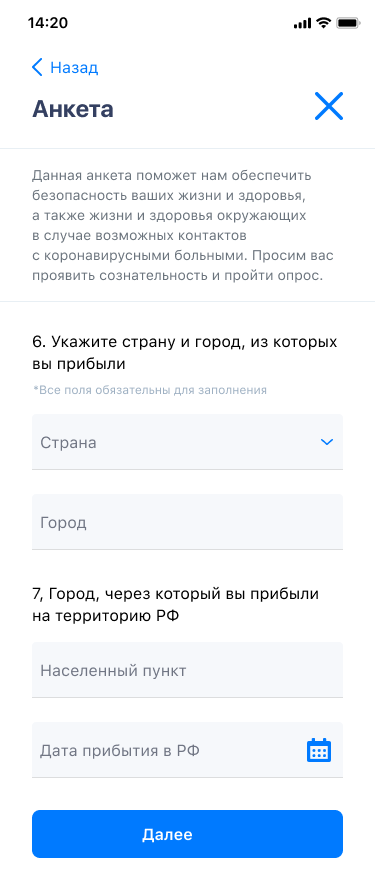 14:20
Назад
Анкета
Данная анкета поможет нам обеспечить
безопасность ваших жизни и здоровья,
а также жизни и здоровья окружающих
в случае возможных контактов
с коронавирусными больными. Просим вас
проявить сознательность и пройти опрос.
6. Укажите страну и город, из которых
вы прибыли
*Все поля обязательны для заполнения
Страна
Город
7, Город, через который вы прибыли
на территорию РФ
Населенный пункт
Дата прибытия в РФ
Далее